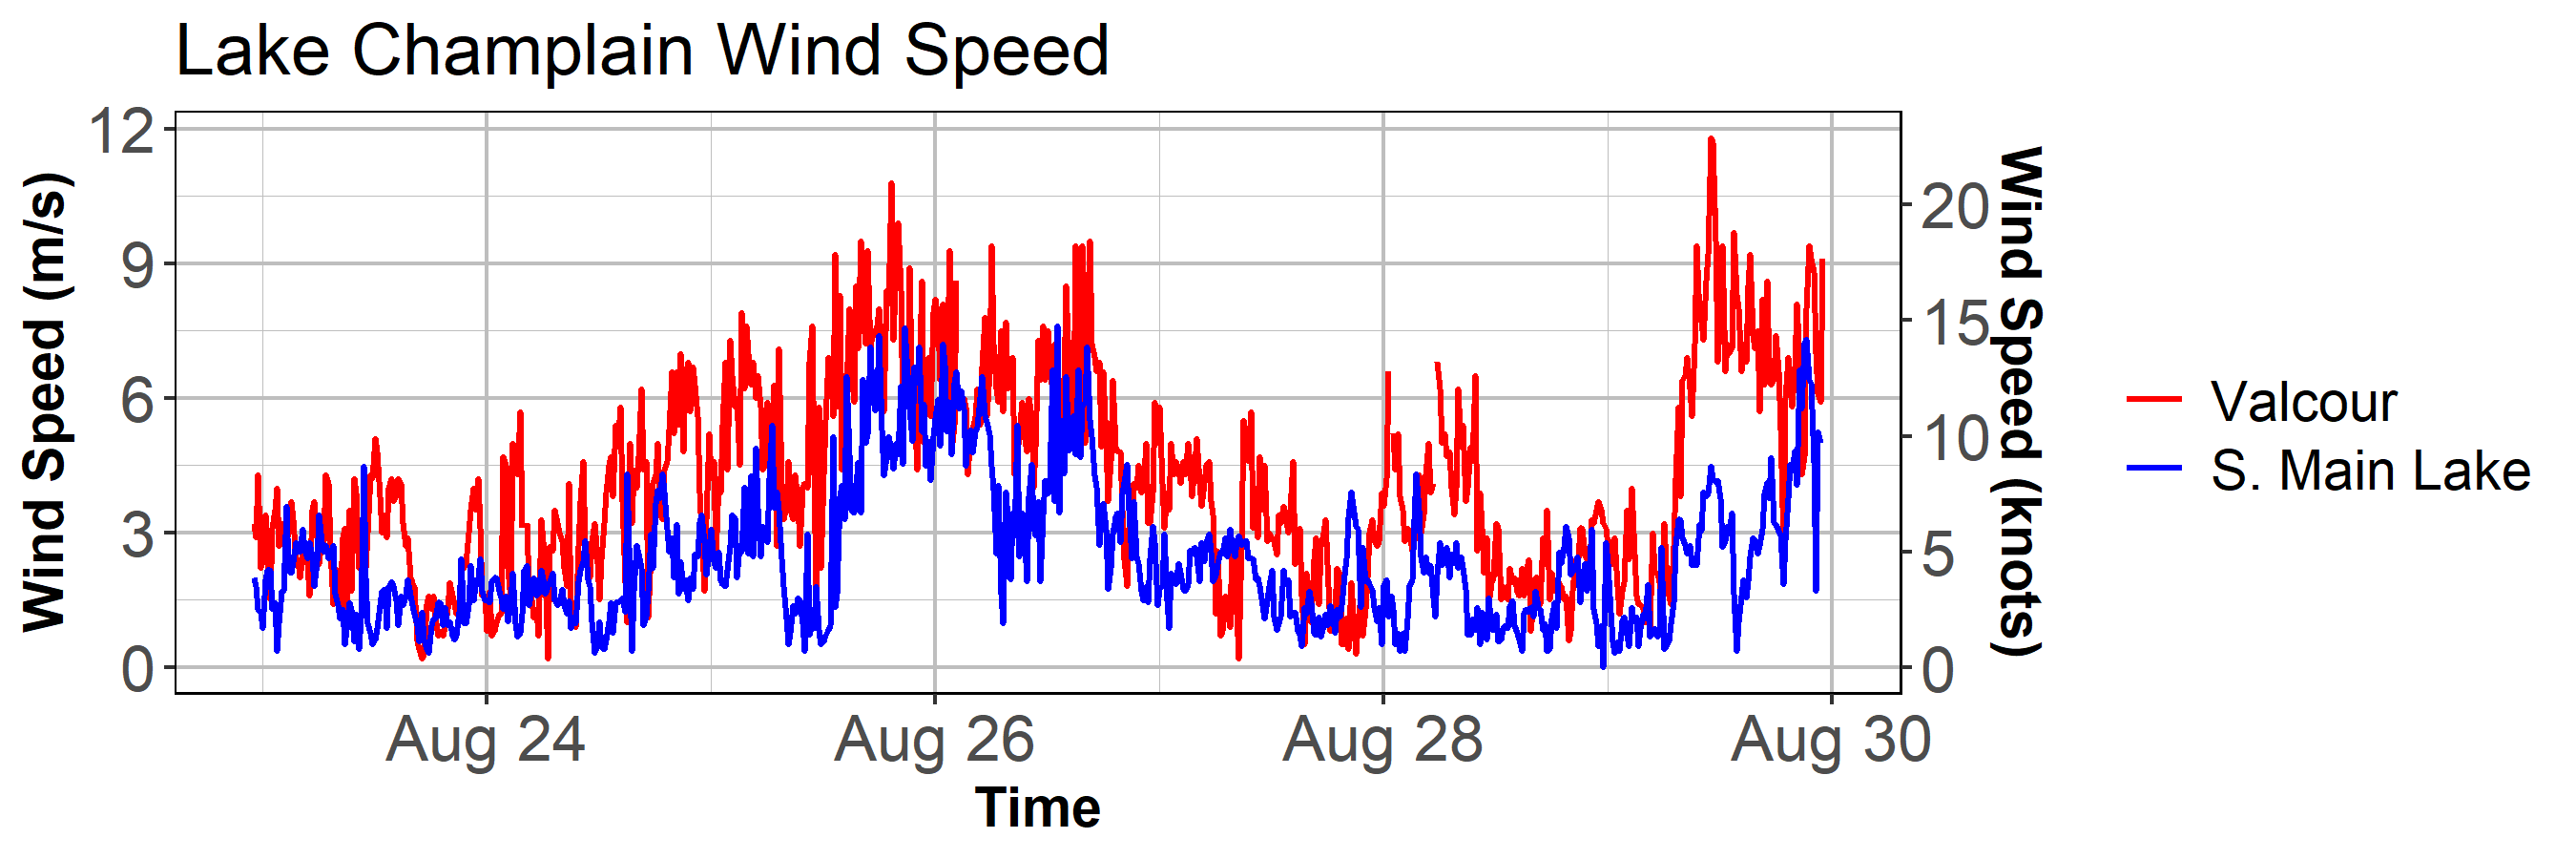 Lake Champlain Wind Speed
Wind Speed (m/s)
12
9
6
3
0
20
15
10
5
0
Wind Speed (knots)
Aug 24
Aug 26
Aug 28
Aug 30
Time
Valcour
S. Main Lake